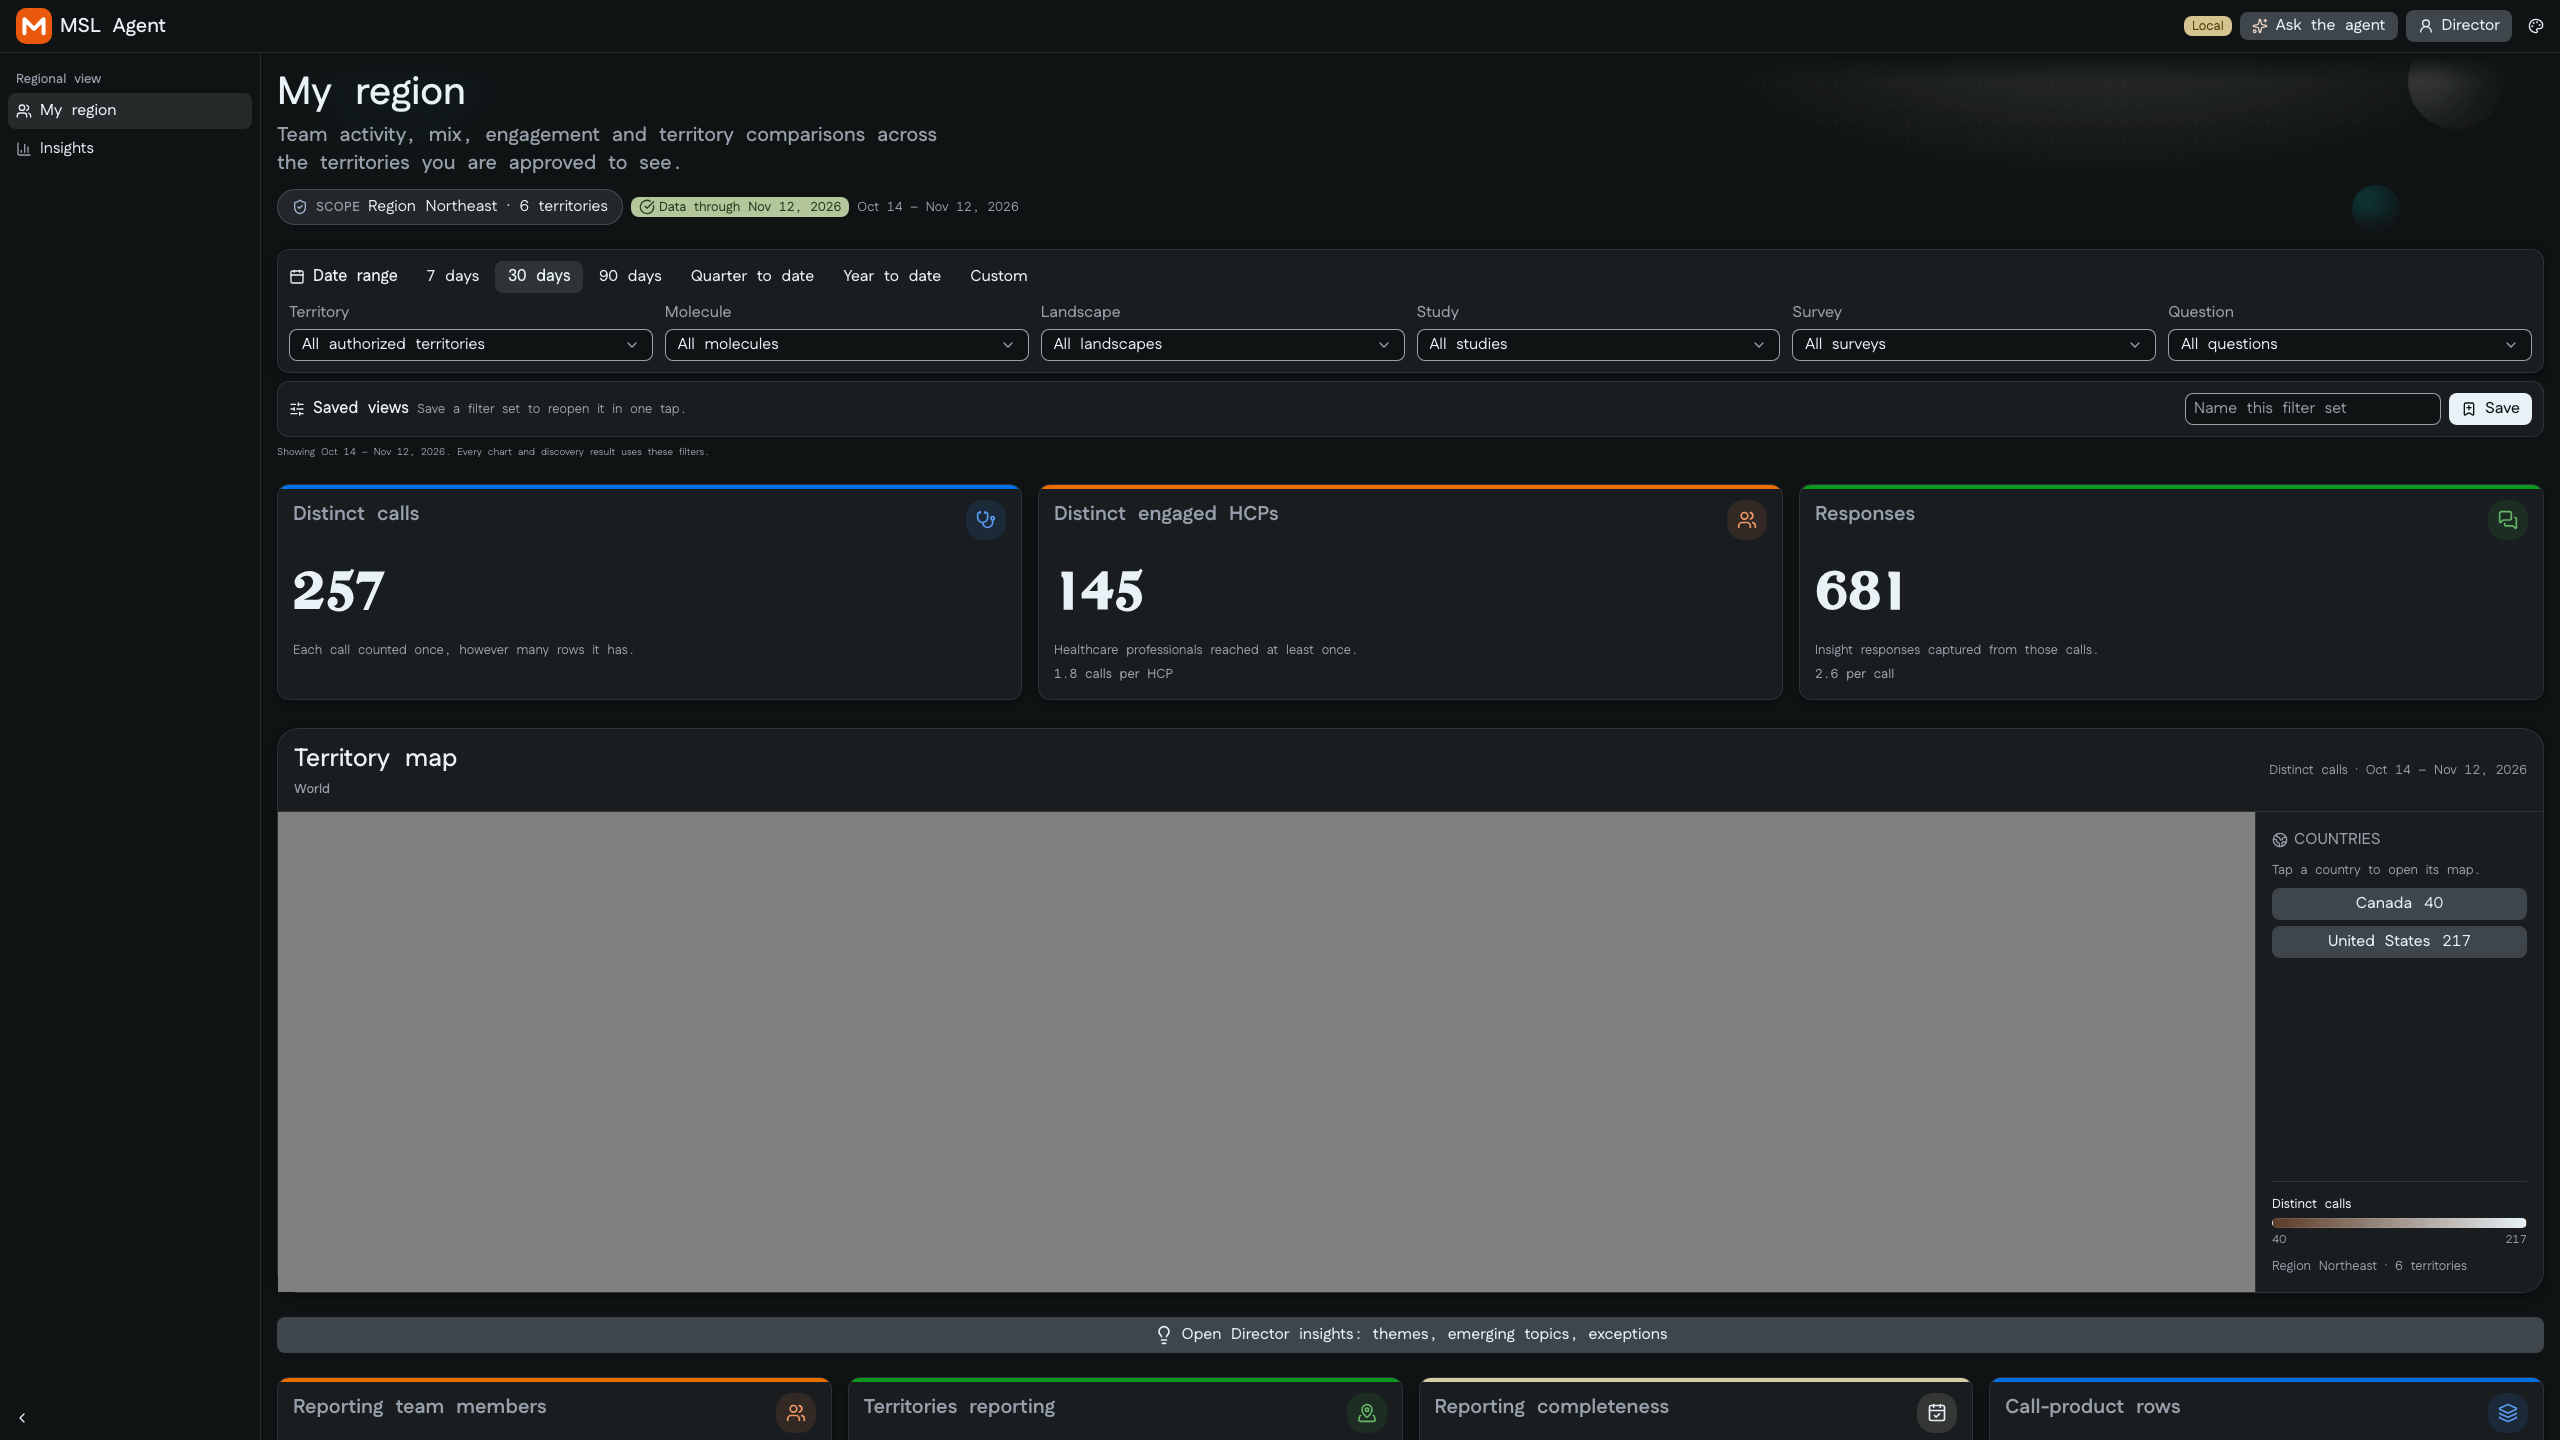 MSL Agent
Local
Ask the agent
Director
Regional view
My region
Insights
My region
Team activity, mix, engagement and territory comparisons across
the territories you are approved to see.
SCOPE Region Northeast · 6 territories
Data through Nov 12, 2026
Oct 14 – Nov 12, 2026
Date range 7 days 30 days 90 days Quarter to date Year to date Custom
Territory Molecule Landscape Study Survey Question
All authorized territories All molecules All landscapes All studies All surveys All questions
Saved views Save a filter set to reopen it in one tap.
Name this filter set
Save
Showing Oct 14 – Nov 12, 2026. Every chart and discovery result uses these filters.
Distinct calls
257
Each call counted once, however many rows it has.
Distinct engaged HCPs
145
Healthcare professionals reached at least once.
1.8 calls per HCP
Responses
681
Insight responses captured from those calls.
2.6 per call
Territory map
World
Distinct calls · Oct 14 – Nov 12, 2026
COUNTRIES
Tap a country to open its map.
Canada 40
United States 217
Distinct calls
40 217
Region Northeast · 6 territories
Open Director insights: themes, emerging topics, exceptions
Reporting team members
Territories reporting
Reporting completeness
Call-product rows